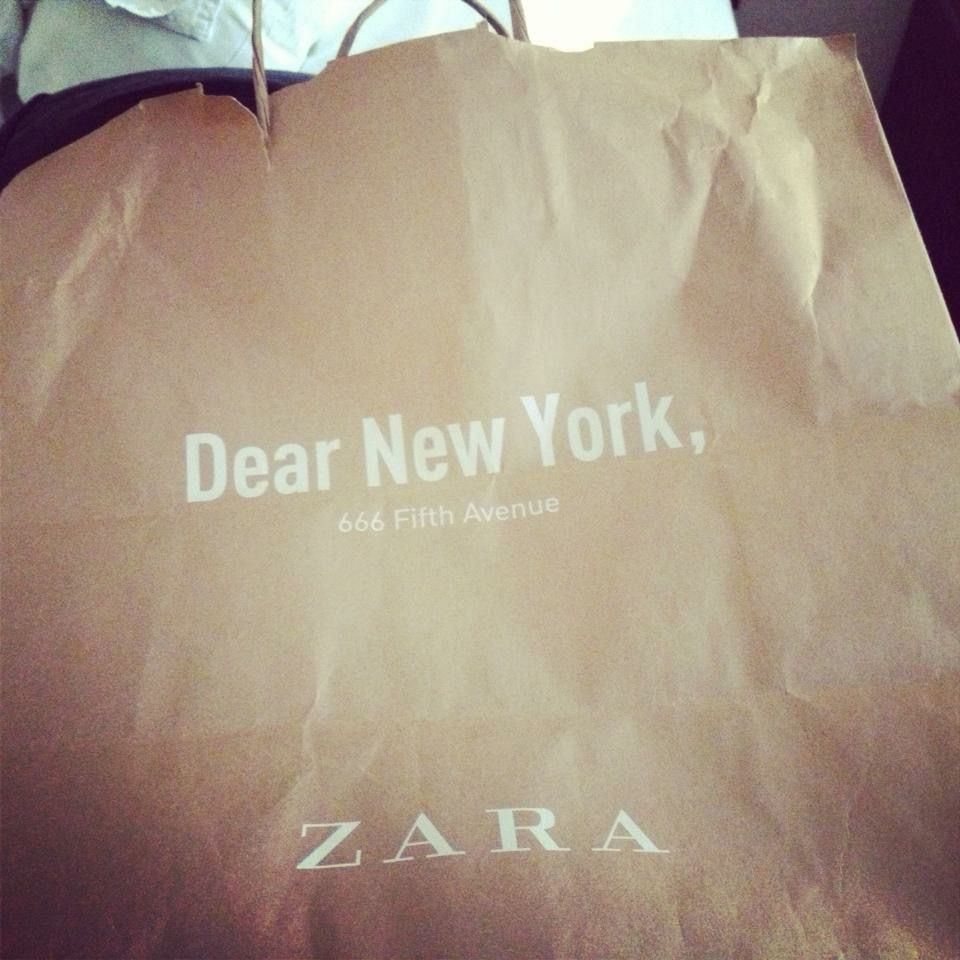 Dear New York,
666 Fifth Avenue
ZARA